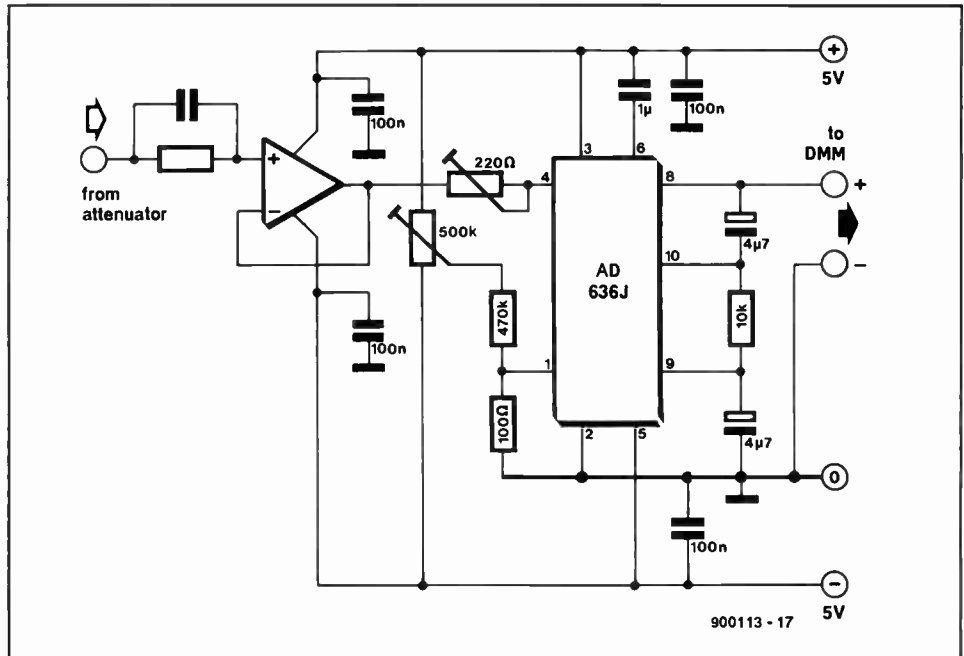 +
5V
100n
1µ
100n
3
6
to
DMM
220Ω
4
8
+
from
attenuator
+
−
500k
4µ7
−
10
AD
636J
470k
10k
100n
1
9
100Ω
4µ7
2
5
0
100n
−
5V
900113 - 17